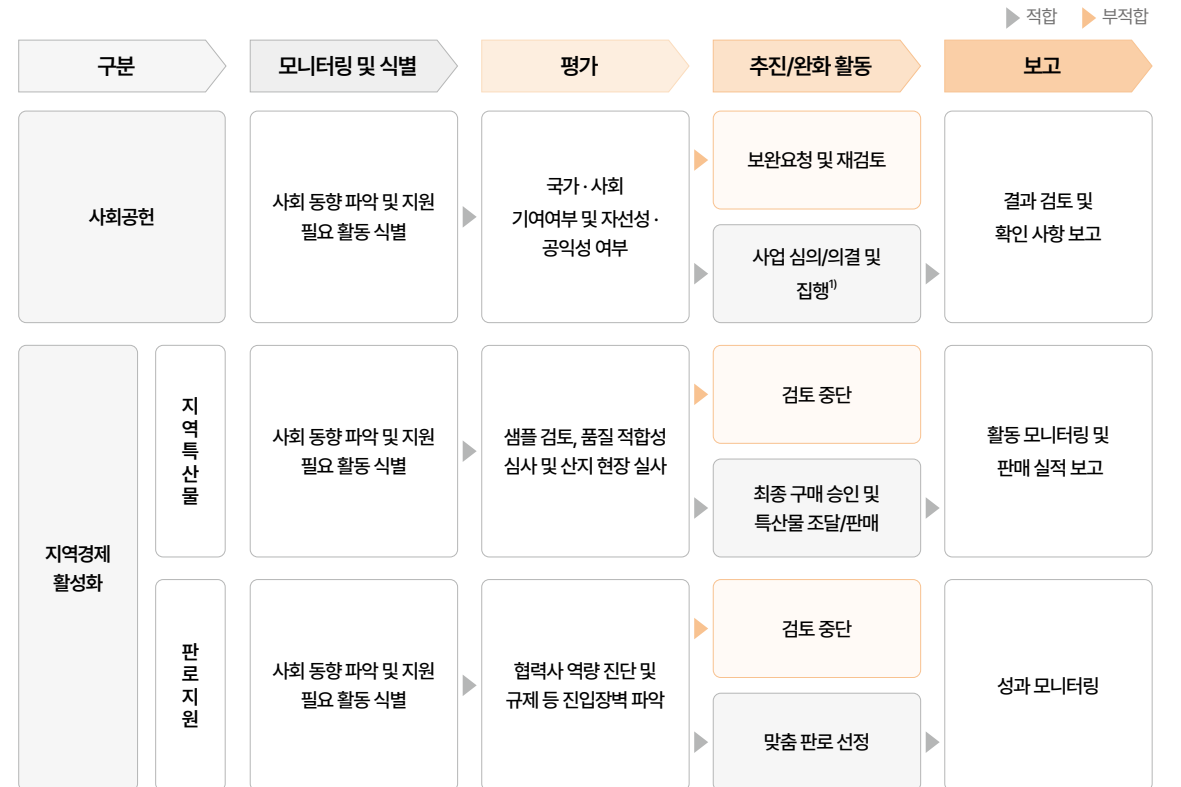 적합 부적합
구분 모니터링 및 식별 평가 추진/완화 활동 보고
사회공헌
사회 동향 파악 및 지원
필요 활동 식별
국가 · 사회
기여여부 및 자선성 ·
공익성 여부
보완요청 및 재검토
사업 심의/의결 및
집행¹⁾
결과 검토 및
확인 사항 보고
지역경제
활성화
지역특산물
사회 동향 파악 및 지원
필요 활동 식별
샘플 검토, 품질 적합성
심사 및 산지 현장 실사
검토 중단
최종 구매 승인 및
특산물 조달/판매
활동 모니터링 및
판매 실적 보고
판로지원
사회 동향 파악 및 지원
필요 활동 식별
협력사 역량 진단 및
규제 등 진입장벽 파악
검토 중단
맞춤 판로 선정
성과 모니터링